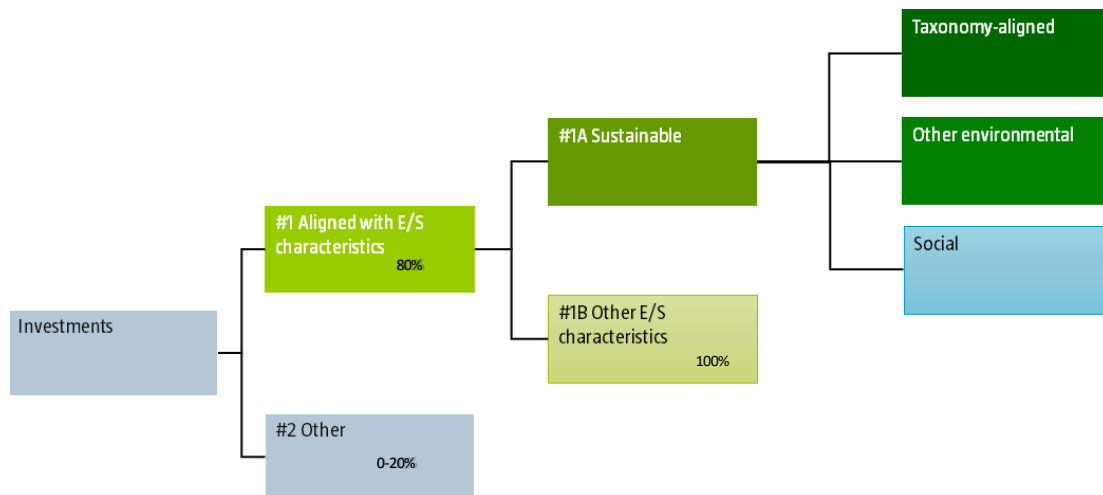 Taxonomy-aligned
Other environmental
Social
#1A Sustainable
#1B Other E/S
characteristics
100%
#1 Aligned with E/S
characteristics
80%
Investments
#2 Other
0-20%